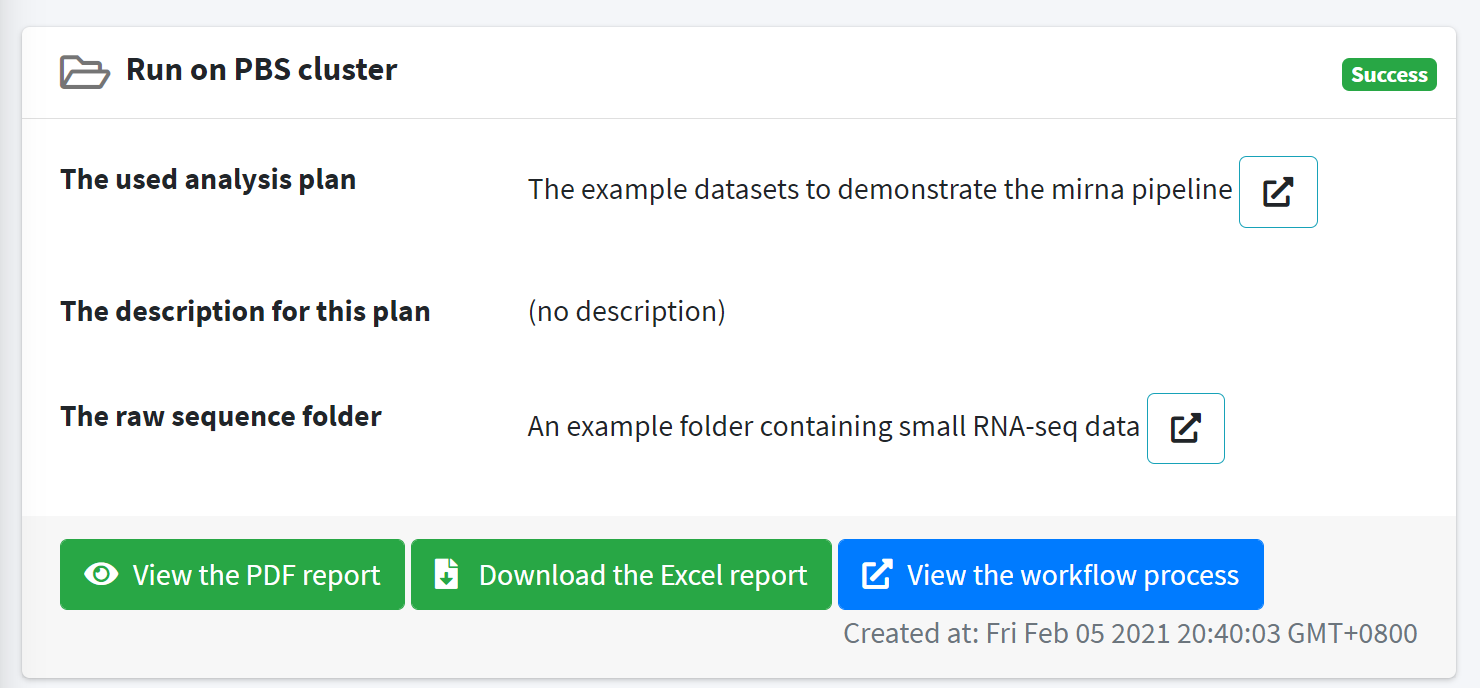 Run on PBS cluster
Success
The used analysis plan
The example datasets to demonstrate the mirna pipeline
The description for this plan
(no description)
The raw sequence folder
An example folder containing small RNA-seq data
View the PDF report
Download the Excel report
View the workflow process
Created at: Fri Feb 05 2021 20:40:03 GMT+0800